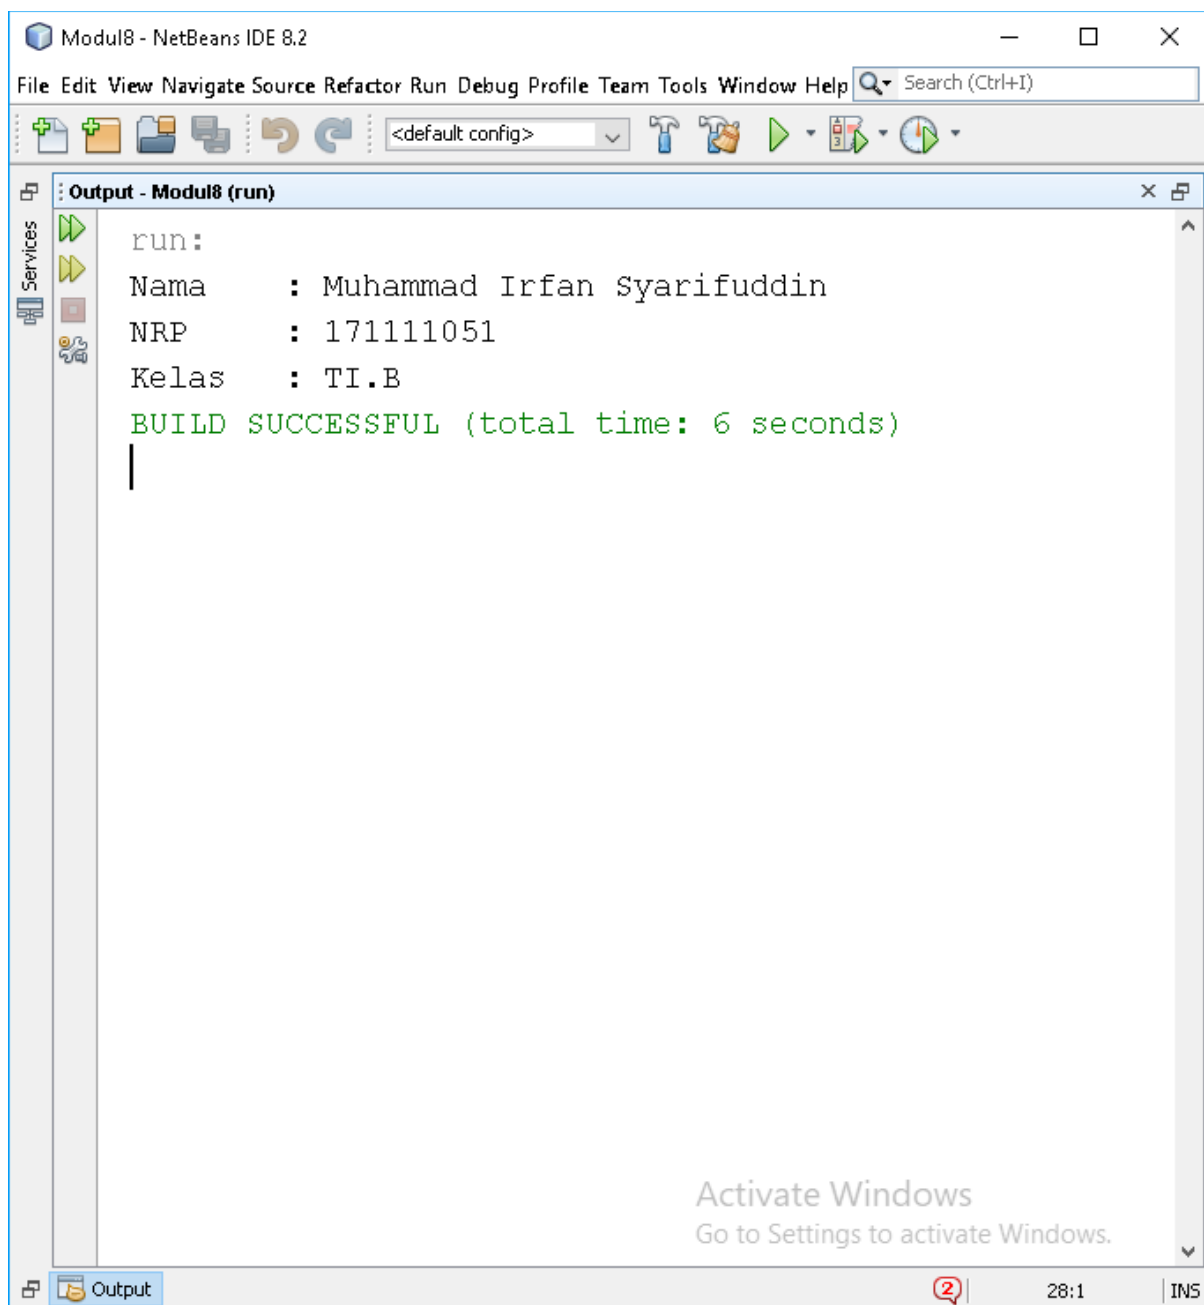 Modul8 - NetBeans IDE 8.2
File Edit View Navigate Source Refactor Run Debug Profile Team Tools Window Help Search (Ctrl+I)
<default config>
Output - Modul8 (run)
Services
run:
Nama : Muhammad Irfan Syarifuddin
NRP : 171111051
Kelas : TI.B
BUILD SUCCESSFUL (total time: 6 seconds)
Activate Windows
Go to Settings to activate Windows.
Output 2 28:1 INS